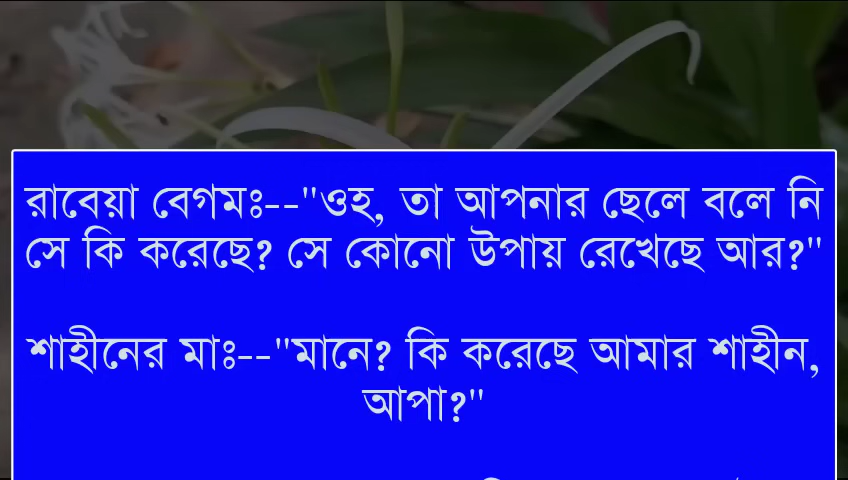 রাবেয়া বেগমঃ--"ওহ, তা আপনার ছেলে বলে নি
সে কি করেছে? সে কোনো উপায় রেখেছে আর?"
শাহীনের মাঃ--"মানে? কি করেছে আমার শাহীন,
আপা?"